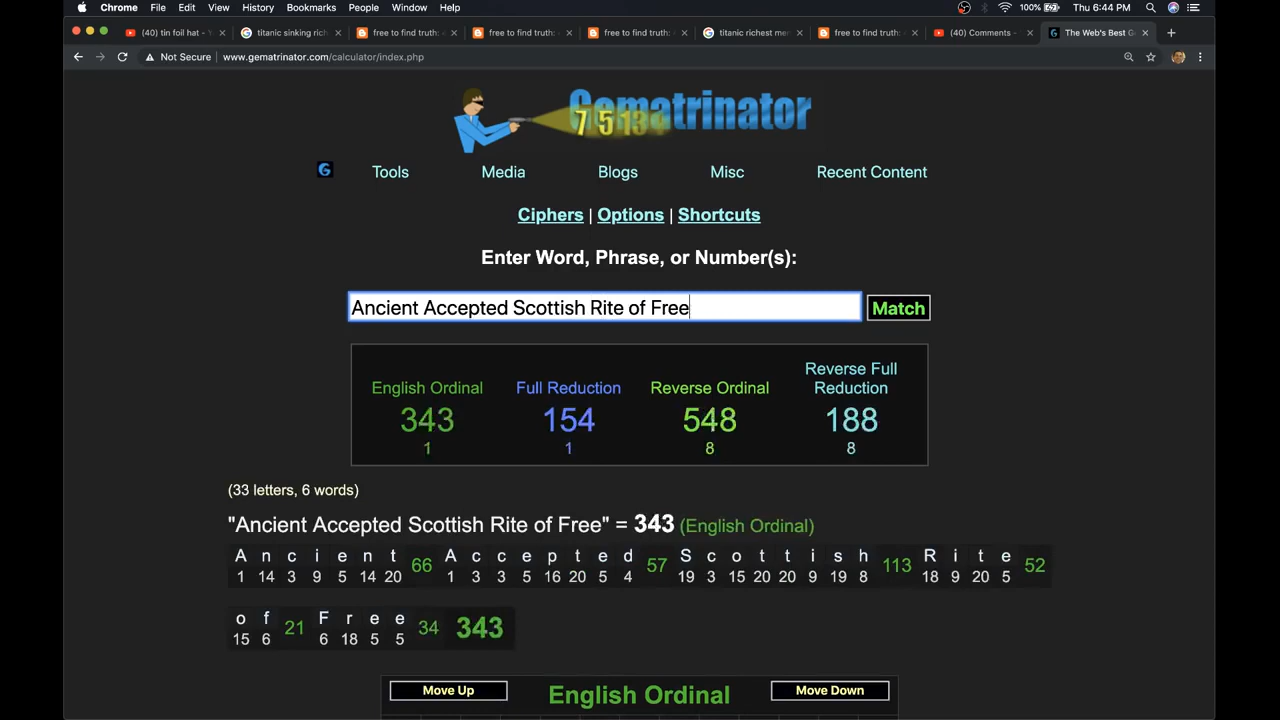 Chrome File Edit View History Bookmarks People Window Help 100% Thu 6:44 PM
(40) tin foil hat - titanic sinking rich free to find truth: free to find truth: free to find truth: titanic richest me free to find truth: (40) Comments - The Web's Best G
Not Secure www.gematrinator.com/calculator/index.php
Gematrinator
7 5 13
G Tools Media Blogs Misc Recent Content
Ciphers | Options | Shortcuts
Enter Word, Phrase, or Number(s):
Ancient Accepted Scottish Rite of Free Match
English Ordinal Full Reduction Reverse Ordinal Reverse Full Reduction
343 154 548 188
1 1 8 8
(33 letters, 6 words)
"Ancient Accepted Scottish Rite of Free" = 343 (English Ordinal)
A n c i e n t 66 A c c e p t e d 57 S c o t t i s h 113 R i t e 52
1 14 3 9 5 14 20 1 3 3 5 16 20 5 4 19 3 15 20 20 9 19 8 18 9 20 5
o f 21 F r e e 34 343
15 6 6 18 5 5
Move Up English Ordinal Move Down